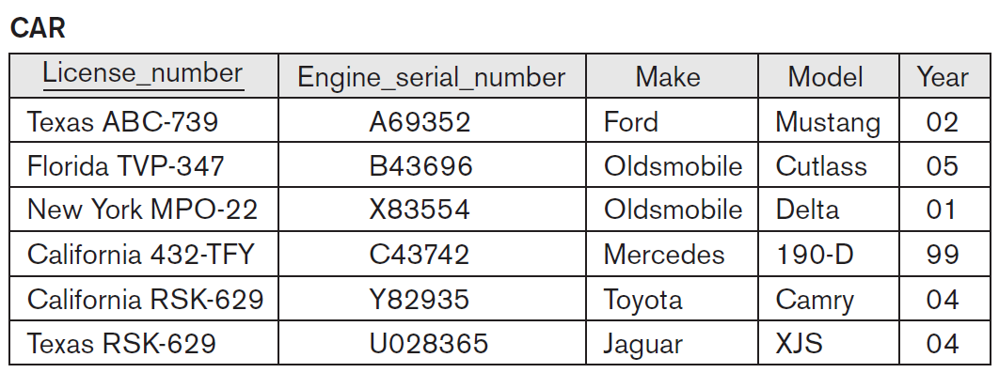 CAR
License_number Engine_serial_number Make Model Year
Texas ABC-739 A69352 Ford Mustang 02
Florida TVP-347 B43696 Oldsmobile Cutlass 05
New York MPO-22 X83554 Oldsmobile Delta 01
California 432-TFY C43742 Mercedes 190-D 99
California RSK-629 Y82935 Toyota Camry 04
Texas RSK-629 U028365 Jaguar XJS 04